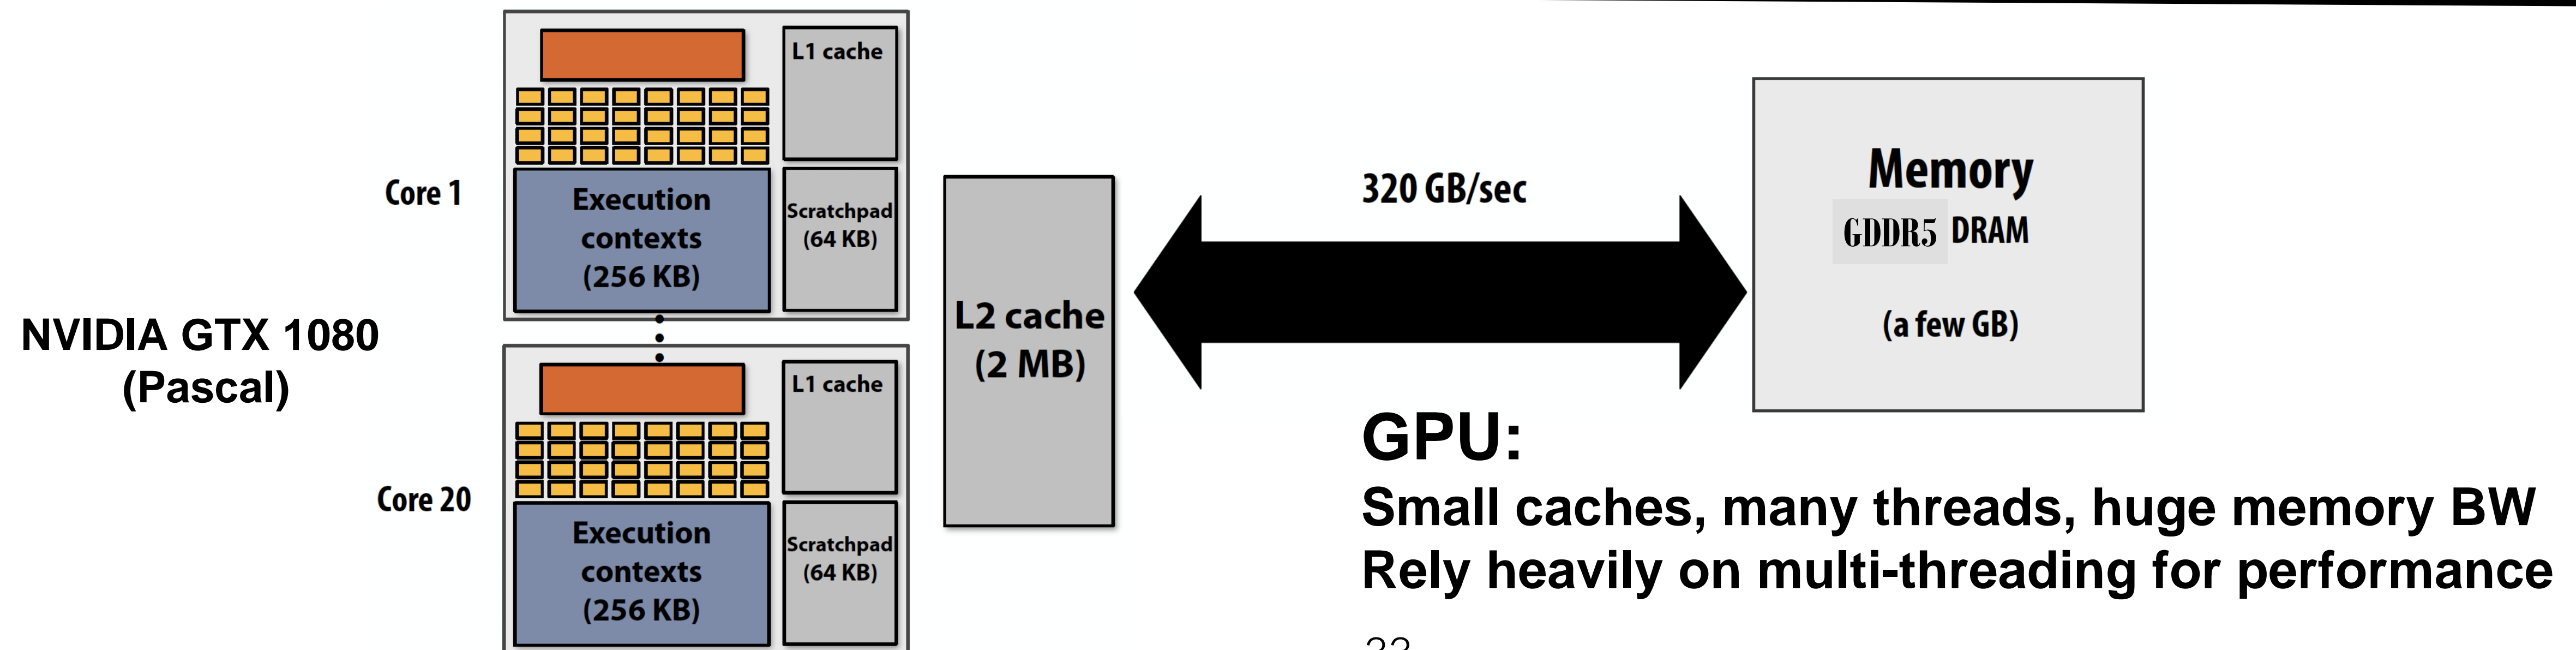 NVIDIA GTX 1080
(Pascal)
Core 1
L1 cache
Execution
contexts
(256 KB)
Scratchpad
(64 KB)
Core 20
L1 cache
Execution
contexts
(256 KB)
Scratchpad
(64 KB)
L2 cache
(2 MB)
320 GB/sec
Memory
GDDR5 DRAM
(a few GB)
GPU:
Small caches, many threads, huge memory BW
Rely heavily on multi-threading for performance